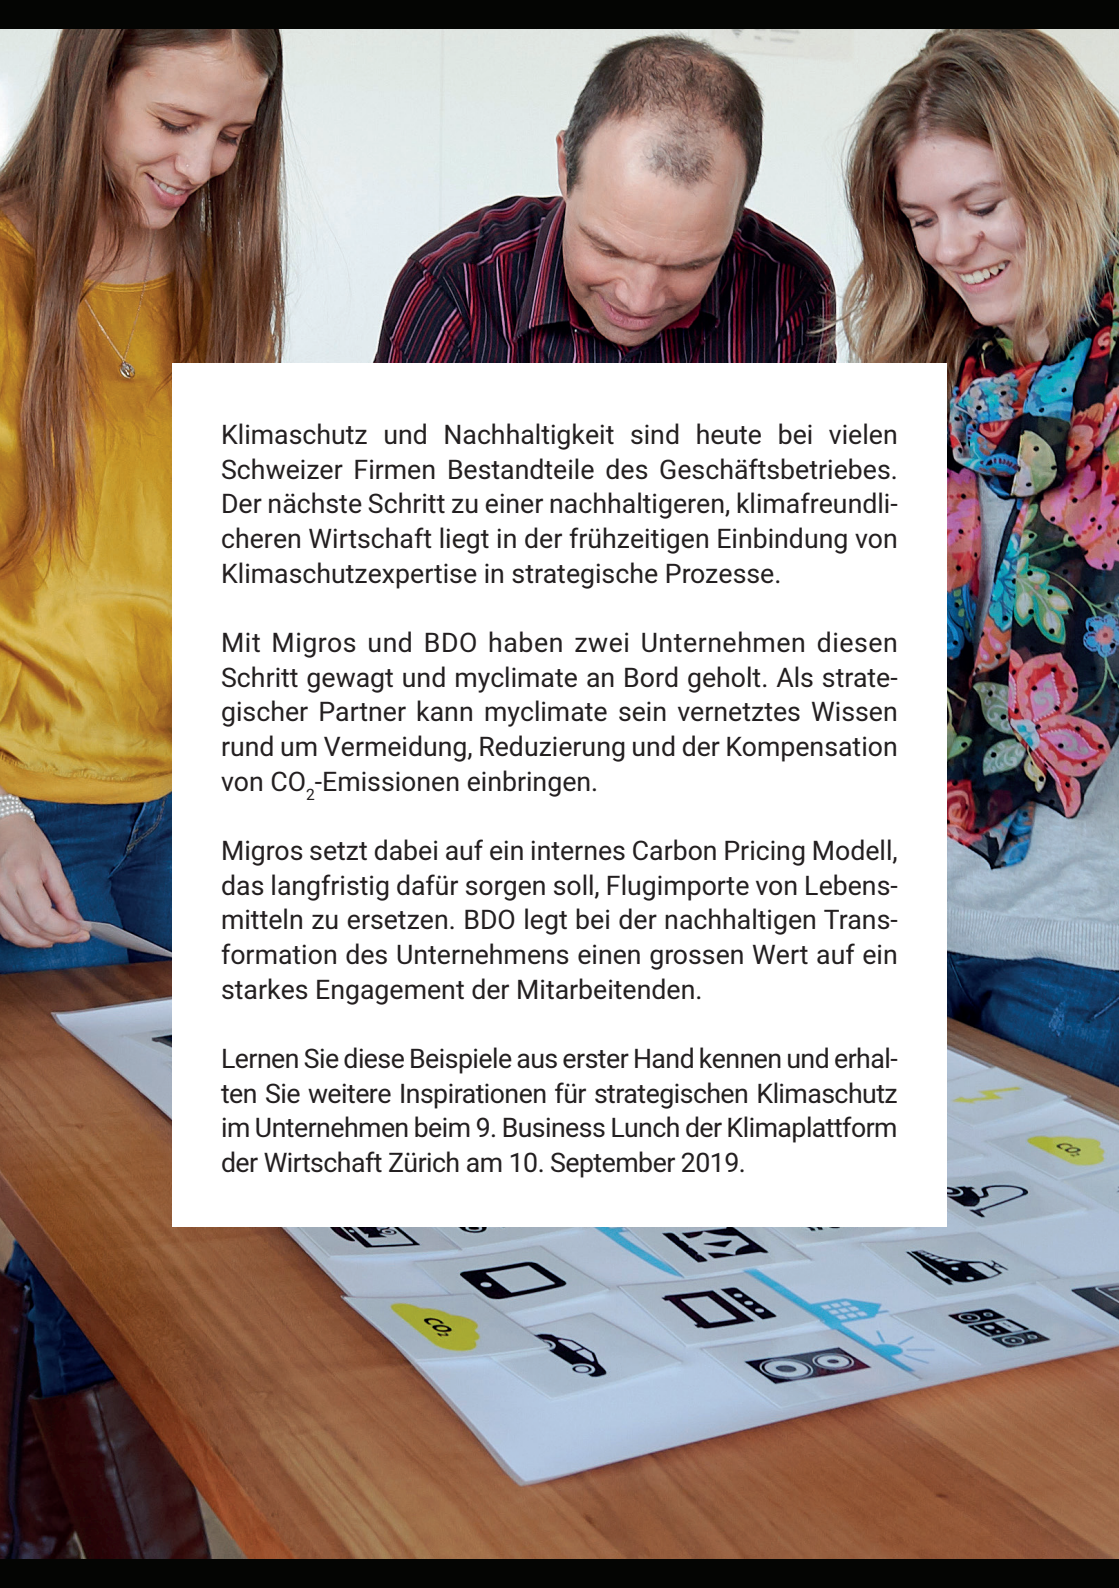 Klimaschutz und Nachhaltigkeit sind heute bei vielen
Schweizer Firmen Bestandteile des Geschäftsbetriebes.
Der nächste Schritt zu einer nachhaltigeren, klimafreundli-
cheren Wirtschaft liegt in der frühzeitigen Einbindung von
Klimaschutzexpertise in strategische Prozesse.
Mit Migros und BDO haben zwei Unternehmen diesen
Schritt gewagt und myclimate an Bord geholt. Als strate-
gischer Partner kann myclimate sein vernetztes Wissen
rund um Vermeidung, Reduzierung und der Kompensation
von CO₂-Emissionen einbringen.
Migros setzt dabei auf ein internes Carbon Pricing Modell,
das langfristig dafür sorgen soll, Flugimporte von Lebens-
mitteln zu ersetzen. BDO legt bei der nachhaltigen Trans-
formation des Unternehmens einen grossen Wert auf ein
starkes Engagement der Mitarbeitenden.
Lernen Sie diese Beispiele aus erster Hand kennen und erhal-
ten Sie weitere Inspirationen für strategischen Klimaschutz
im Unternehmen beim 9. Business Lunch der Klimaplattform
der Wirtschaft Zürich am 10. September 2019.
CO₂
CO₂